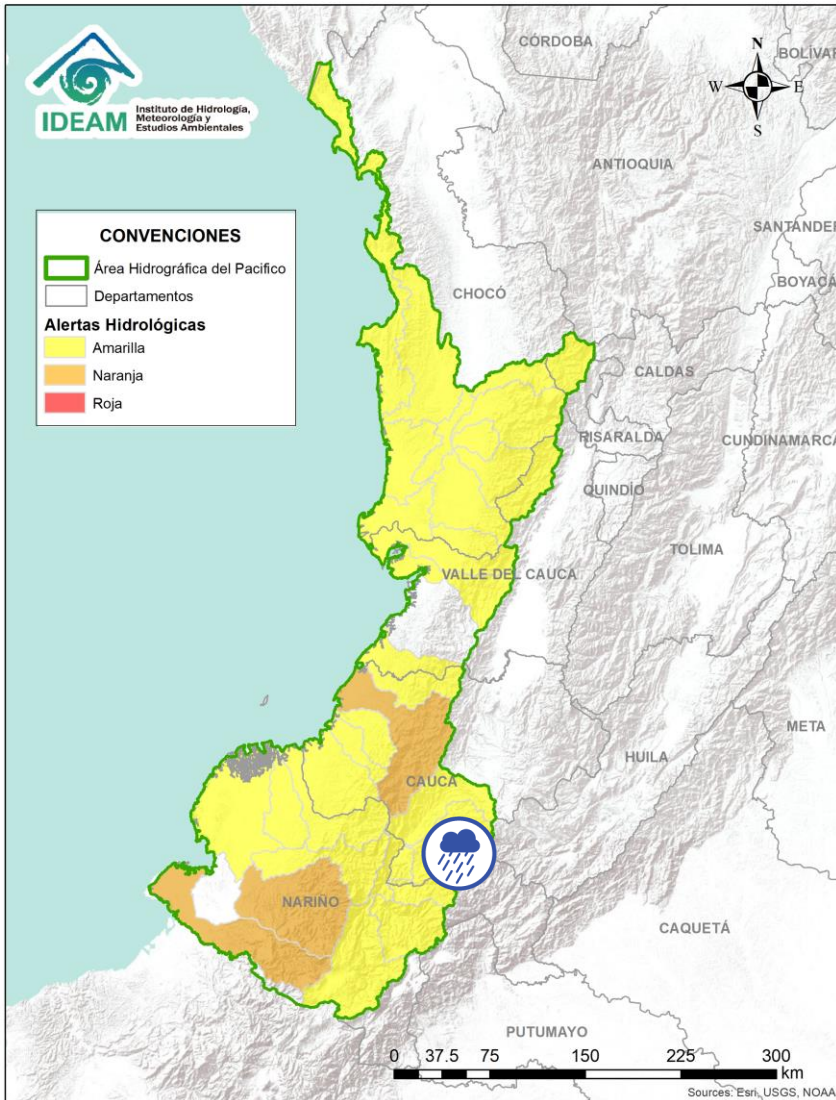 IDEAM
Instituto de Hidrología,
Meteorología y
Estudios Ambientales
CÓRDOBA
BOLÍVAR
N
W
E
S
ANTIOQUIA
SANTANDER
BOYACÁ
CONVENCIONES
Área Hidrográfica del Pacifico
Departamentos
Alertas Hidrológicas
Amarilla
Naranja
Roja
CHOCÓ
CALDAS
RISARALDA
CUNDINAMARCA
QUINDÍO
TOLIMA
VALLE DEL CAUCA
META
HUILA
CAUCA
NARIÑO
CAQUETÁ
PUTUMAYO
0 37.5 75 150 225 300
km
Sources: Esri, USGS, NOAA